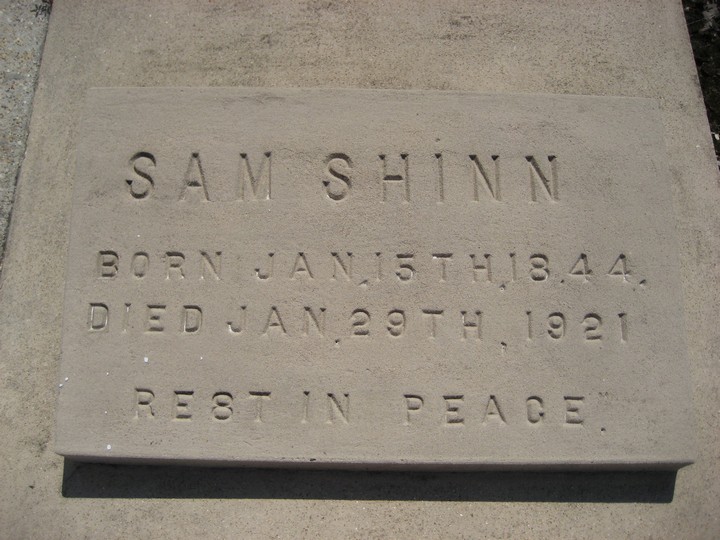 SAM SHINN
BORN JAN, 15TH, 1844.
DIED JAN, 29TH, 1921
REST IN PEACE"